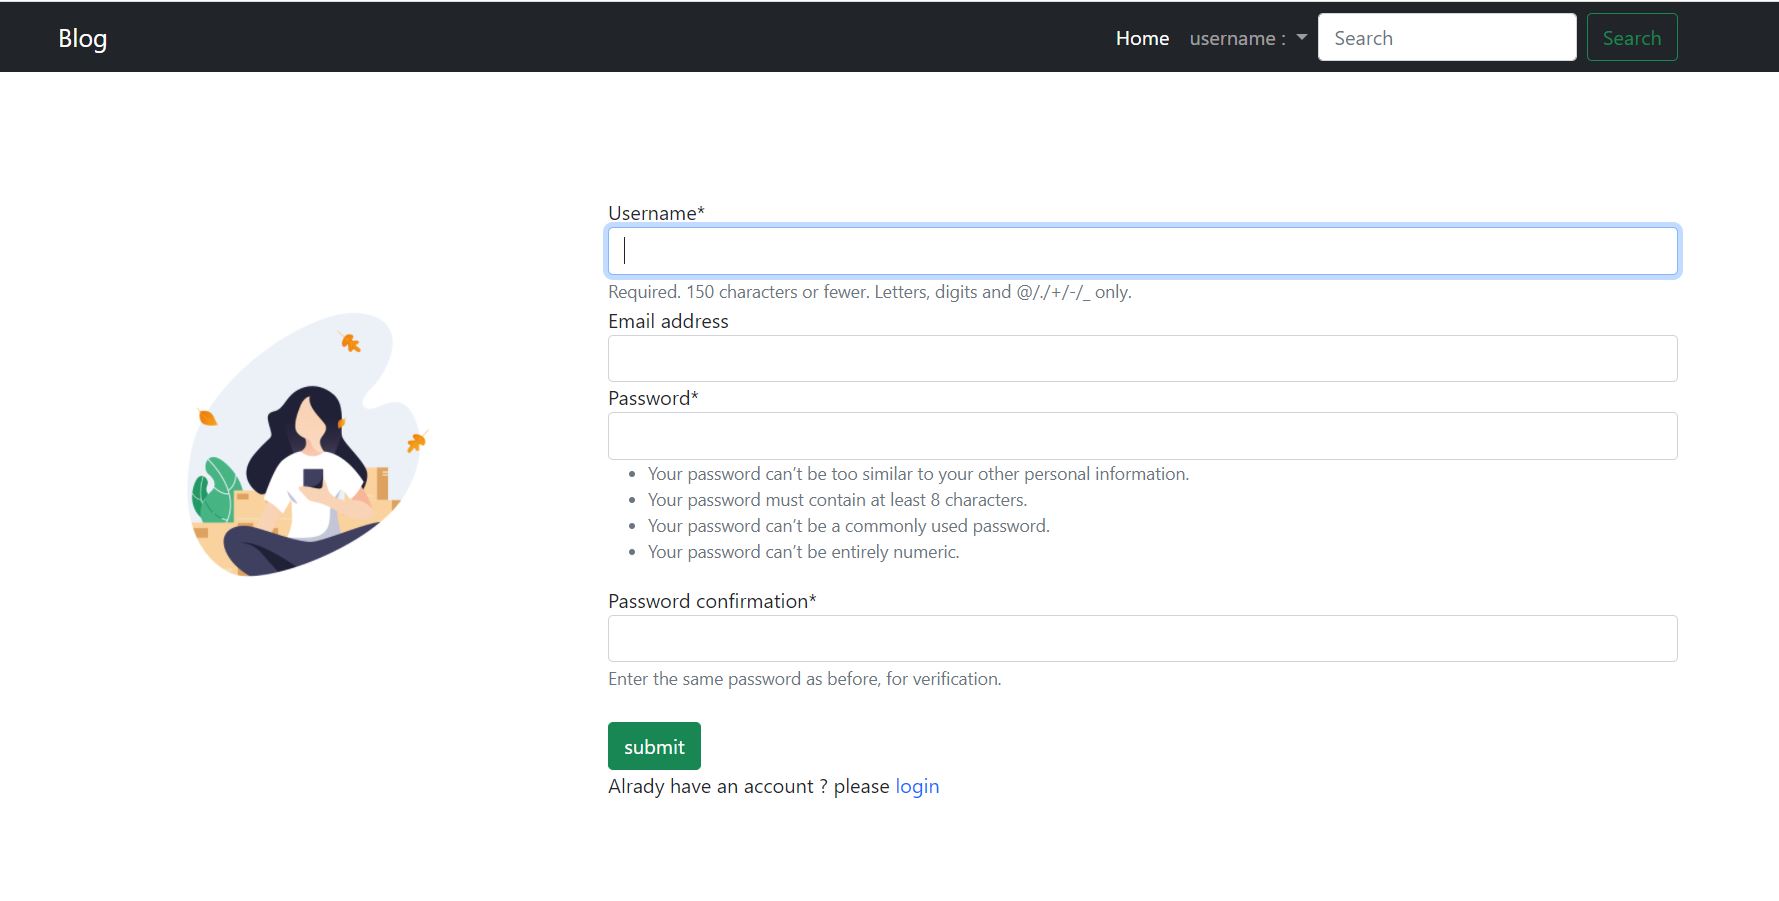 Blog Home username : Search Search
Username*
Required. 150 characters or fewer. Letters, digits and @/./+/-/_ only.
Email address
Password*
Your password can’t be too similar to your other personal information.
Your password must contain at least 8 characters.
Your password can’t be a commonly used password.
Your password can’t be entirely numeric.
Password confirmation*
Enter the same password as before, for verification.
submit
Alrady have an account ? please login